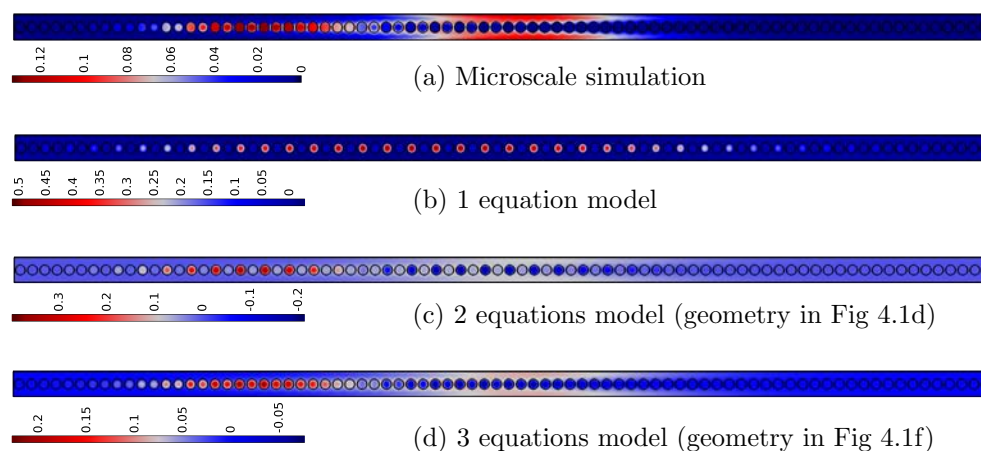 0.12 0.1 0.08 0.06 0.04 0.02 0
(a) Microscale simulation
0.5 0.45 0.4 0.35 0.3 0.25 0.2 0.15 0.1 0.05 0
(b) 1 equation model
0.3 0.2 0.1 0 -0.1 -0.2
(c) 2 equations model (geometry in Fig 4.1d)
0.2 0.15 0.1 0.05 0 -0.05
(d) 3 equations model (geometry in Fig 4.1f)